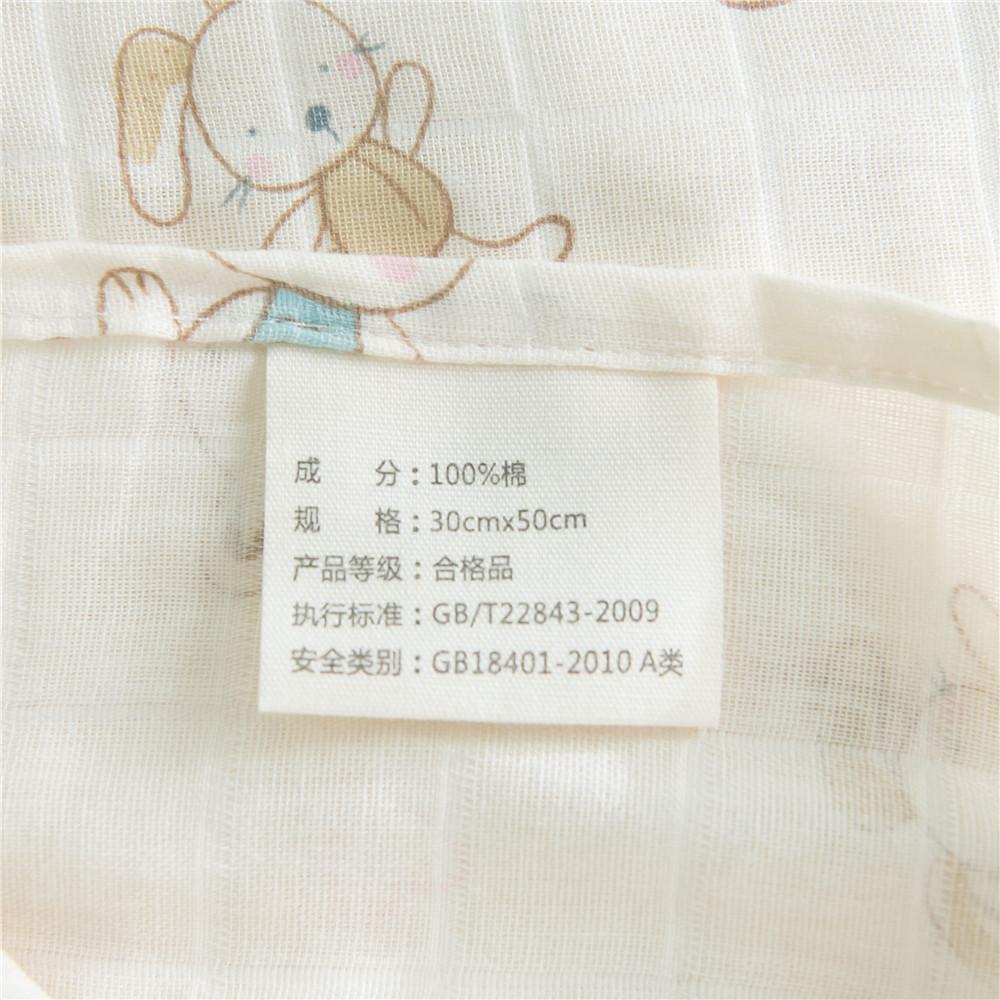 成 分:100%棉
规 格:30cmx50cm
产品等级:合格品
执行标准:GB/T22843-2009
安全类别:GB18401-2010 A类